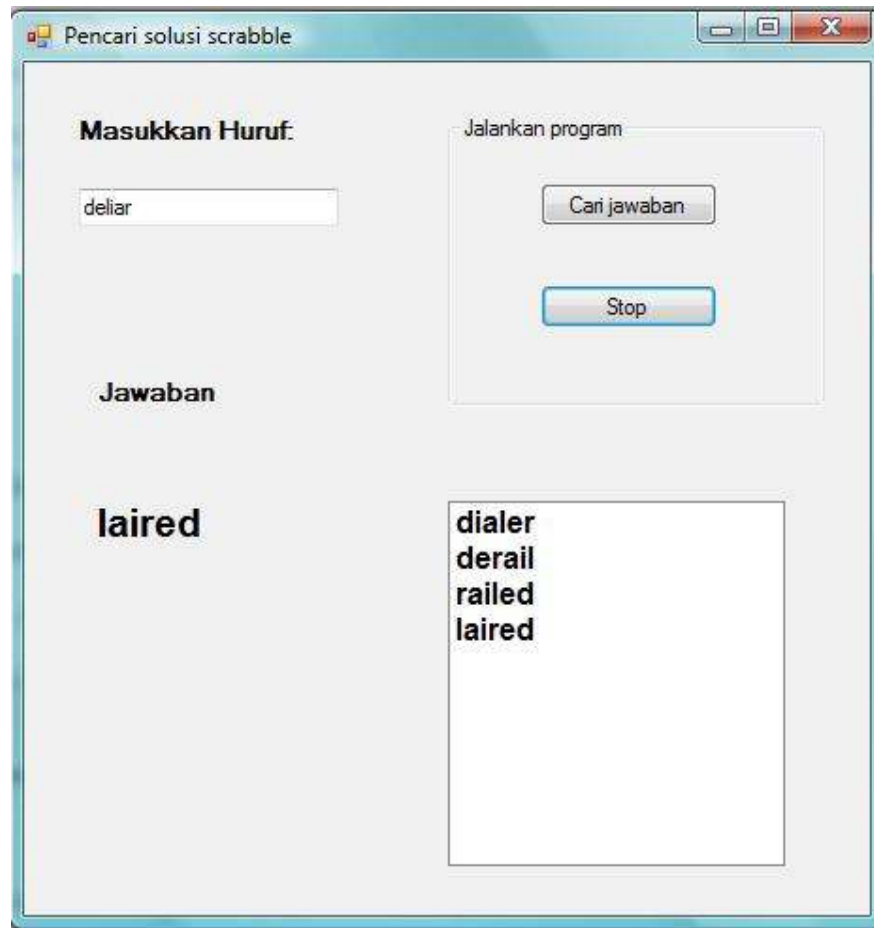 Pencari solusi scrabble
Masukkan Huruf:
Jalankan program
deliar
Cari jawaban
Stop
Jawaban
laired
dialer
derail
railed
laired